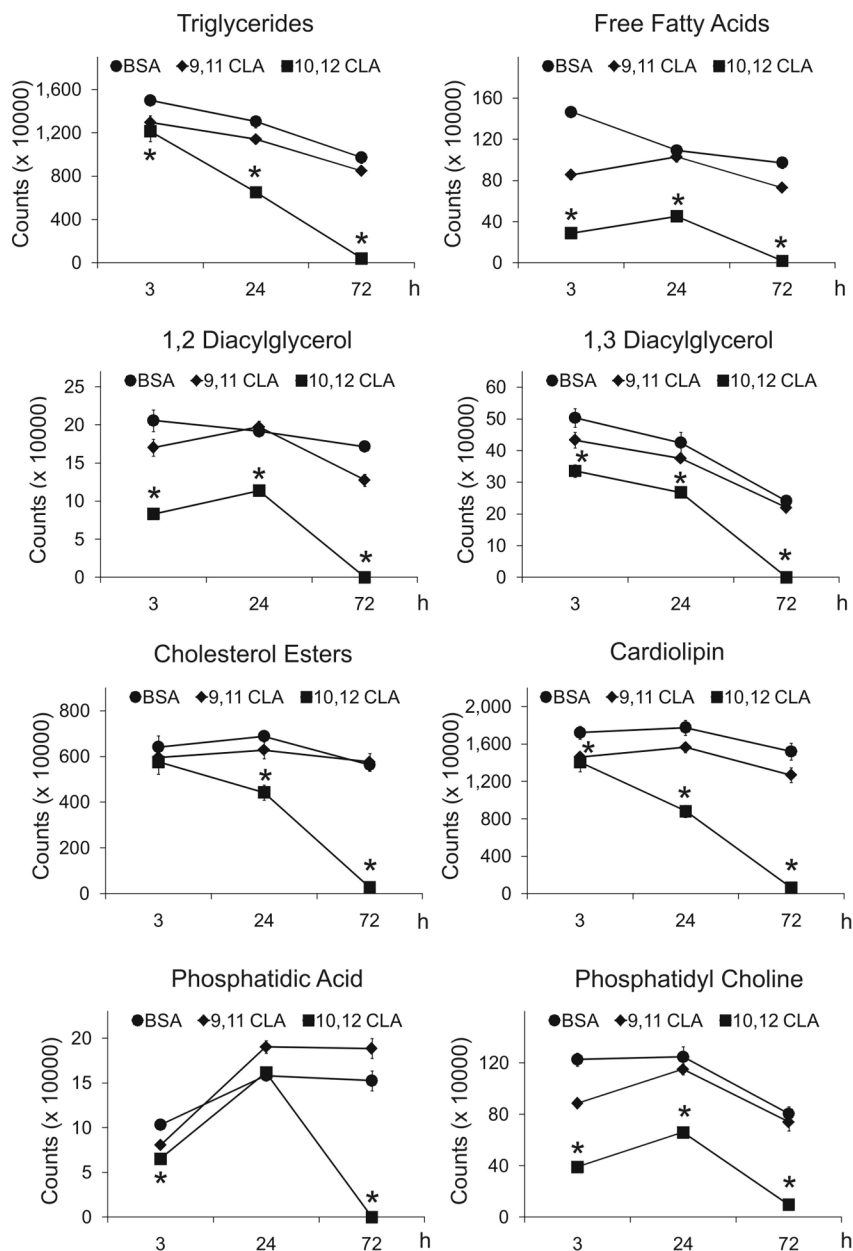 Triglycerides
BSA 9,11 CLA 10,12 CLA
Counts (x 10000)
1,600
1,200
800
400
0
* * *
3 24 72 h
Free Fatty Acids
BSA 9,11 CLA 10,12 CLA
Counts (x 10000)
160
120
80
40
0
* * *
3 24 72 h
1,2 Diacylglycerol
BSA 9,11 CLA 10,12 CLA
Counts (x 10000)
25
20
15
10
5
0
* * *
3 24 72 h
1,3 Diacylglycerol
BSA 9,11 CLA 10,12 CLA
Counts (x 10000)
60
50
40
30
20
10
0
* * *
3 24 72 h
Cholesterol Esters
BSA 9,11 CLA 10,12 CLA
Counts (x 10000)
800
600
400
200
0
* *
3 24 72 h
Cardiolipin
BSA 9,11 CLA 10,12 CLA
Counts (x 10000)
2,000
1,600
1,200
800
400
0
* * *
3 24 72 h
Phosphatidic Acid
BSA 9,11 CLA 10,12 CLA
Counts (x 10000)
20
15
10
5
0
* *
3 24 72 h
Phosphatidyl Choline
BSA 9,11 CLA 10,12 CLA
Counts (x 10000)
120
80
40
0
* * *
3 24 72 h